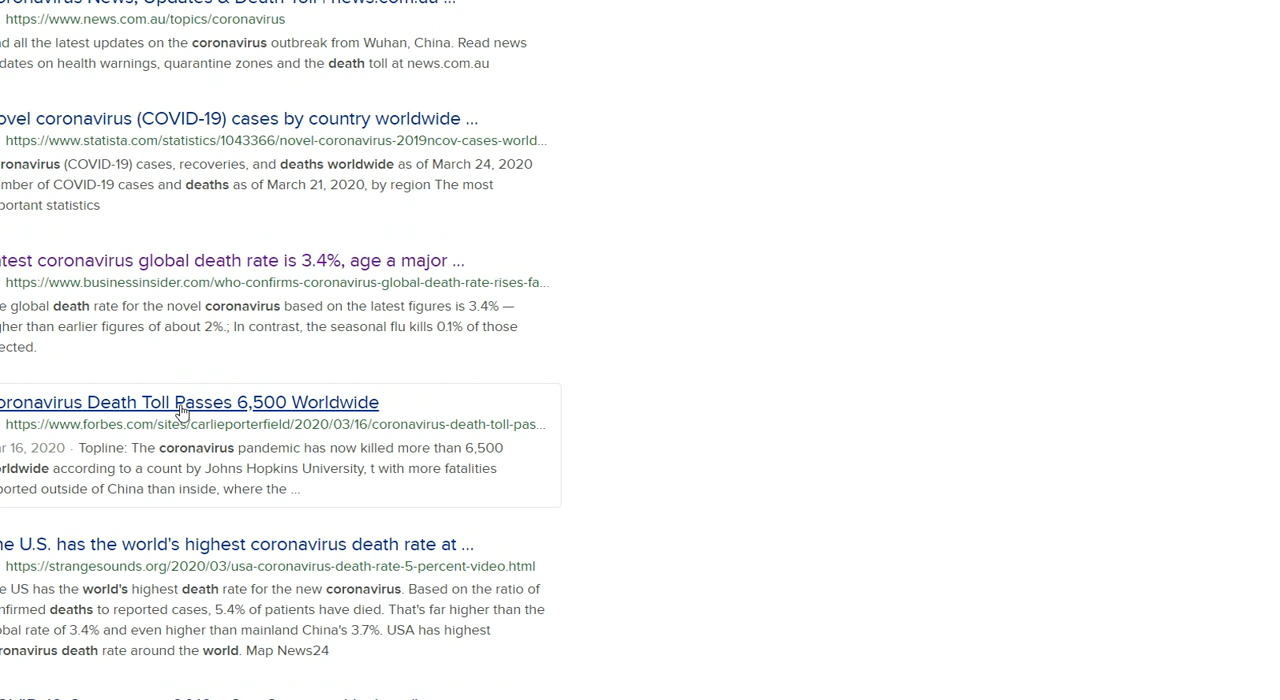 oronavirus News, Updates & Death Toll | news.com.au ...
https://www.news.com.au/topics/coronavirus
d all the latest updates on the coronavirus outbreak from Wuhan, China. Read news
dates on health warnings, quarantine zones and the death toll at news.com.au
ovel coronavirus (COVID-19) cases by country worldwide ...
https://www.statista.com/statistics/1043366/novel-coronavirus-2019ncov-cases-world...
ronavirus (COVID-19) cases, recoveries, and deaths worldwide as of March 24, 2020
mber of COVID-19 cases and deaths as of March 21, 2020, by region The most
portant statistics
atest coronavirus global death rate is 3.4%, age a major ...
https://www.businessinsider.com/who-confirms-coronavirus-global-death-rate-rises-fa...
e global death rate for the novel coronavirus based on the latest figures is 3.4% —
gher than earlier figures of about 2%.; In contrast, the seasonal flu kills 0.1% of those
ected.
oronavirus Death Toll Passes 6,500 Worldwide
https://www.forbes.com/sites/carlieporterfield/2020/03/16/coronavirus-death-toll-pas...
ar 16, 2020 · Topline: The coronavirus pandemic has now killed more than 6,500
orldwide according to a count by Johns Hopkins University, t with more fatalities
ported outside of China than inside, where the ...
he U.S. has the world's highest coronavirus death rate at ...
https://strangesounds.org/2020/03/usa-coronavirus-death-rate-5-percent-video.html
e US has the world's highest death rate for the new coronavirus. Based on the ratio of
nfirmed deaths to reported cases, 5.4% of patients have died. That's far higher than the
obal rate of 3.4% and even higher than mainland China's 3.7%. USA has highest
ronavirus death rate around the world. Map News24